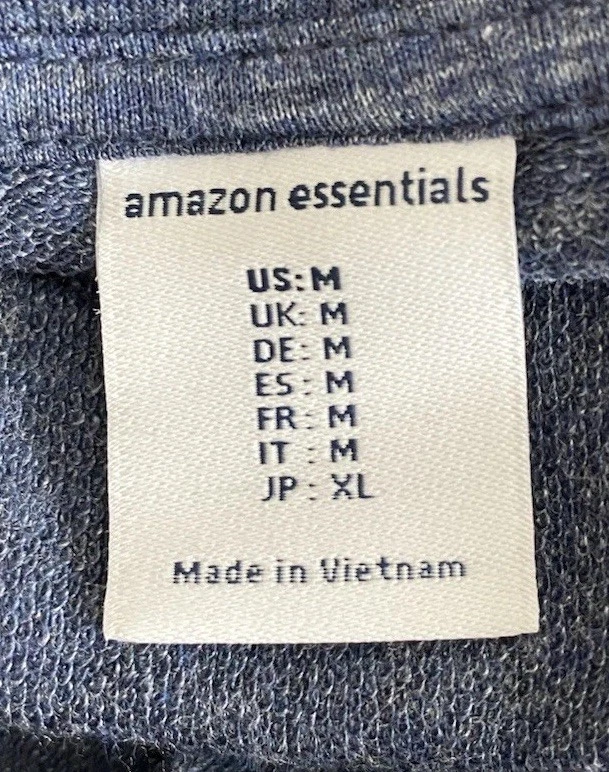 amazon essentials
US: M
UK: M
DE: M
ES: M
FR: M
IT : M
JP: XL
Made in Vietnam